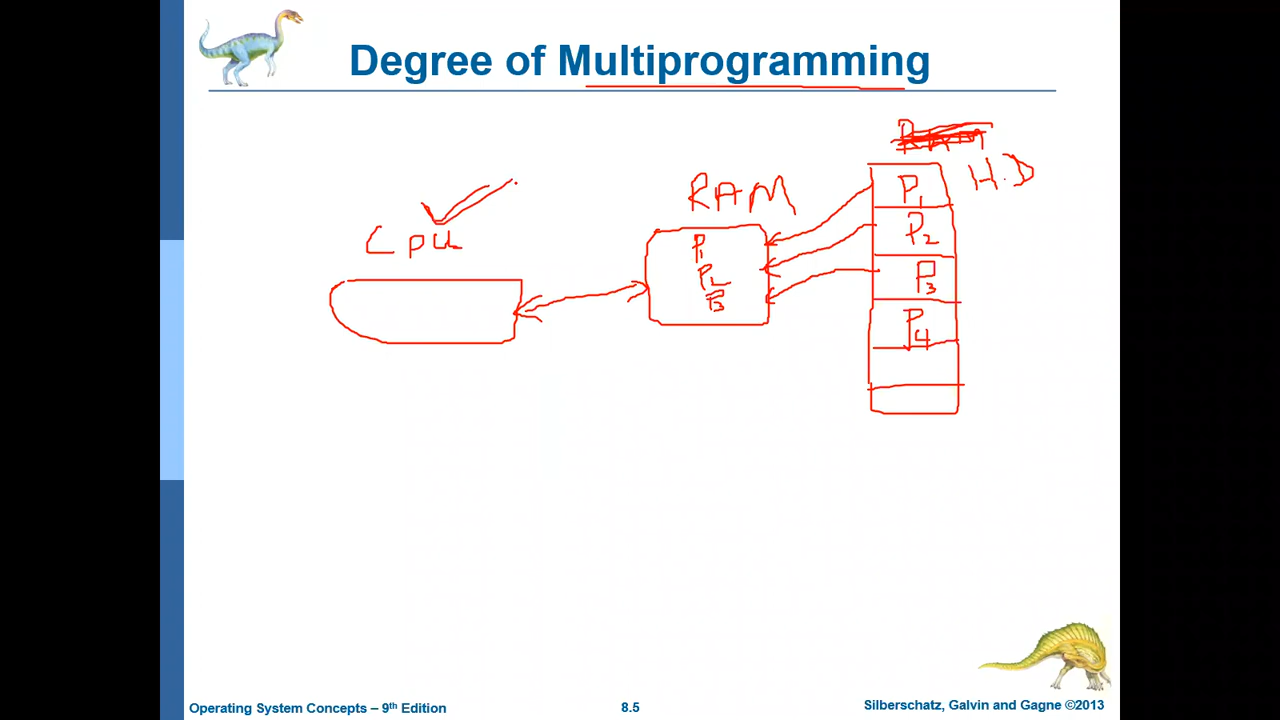 Degree of Multiprogramming
H.D
RAM
CPU
P1
P2
P3
P4
P1
P2
P3
Operating System Concepts – 9th Edition
8.5
Silberschatz, Galvin and Gagne ©2013